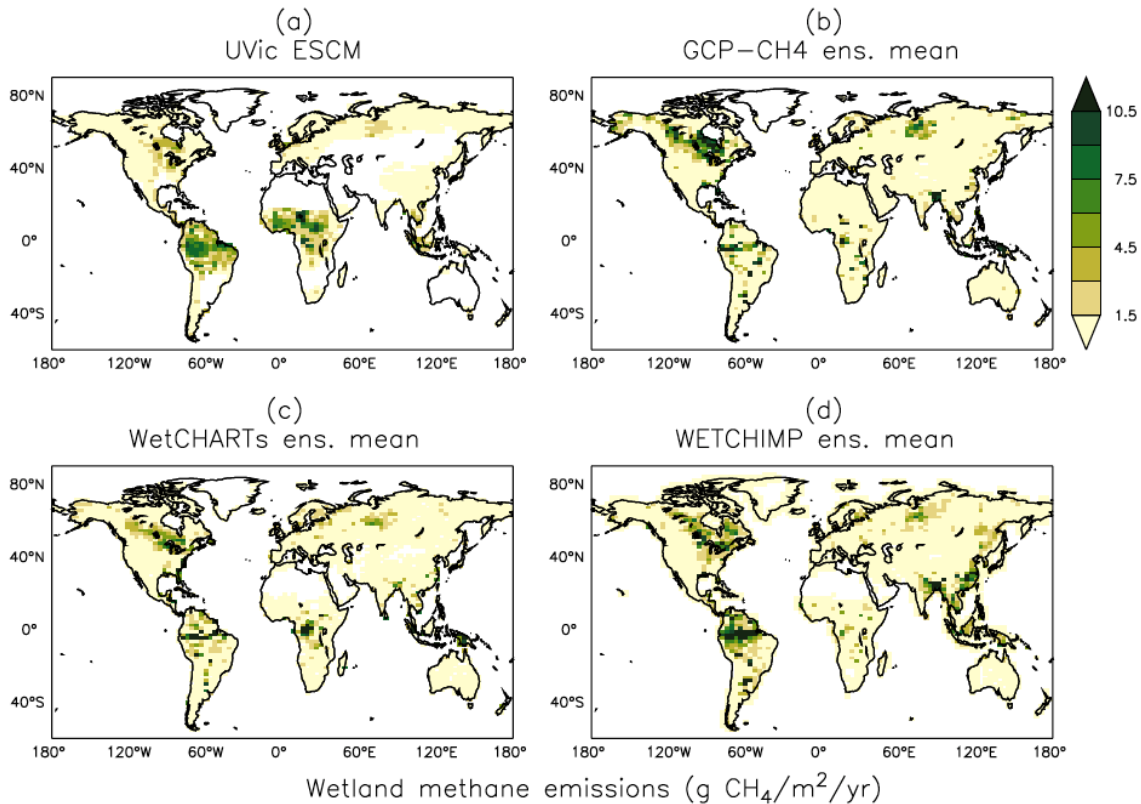 (a)
UVic ESCM
80°N
40°N
0°
40°S
180° 120°W 60°W 0° 60°E 120°E 180°
(b)
GCP−CH4 ens. mean
80°N
40°N
0°
40°S
180° 120°W 60°W 0° 60°E 120°E 180°
10.5
7.5
4.5
1.5
(c)
WetCHARTs ens. mean
80°N
40°N
0°
40°S
180° 120°W 60°W 0° 60°E 120°E 180°
(d)
WETCHIMP ens. mean
80°N
40°N
0°
40°S
180° 120°W 60°W 0° 60°E 120°E 180°
Wetland methane emissions (g CH₄/m²/yr)